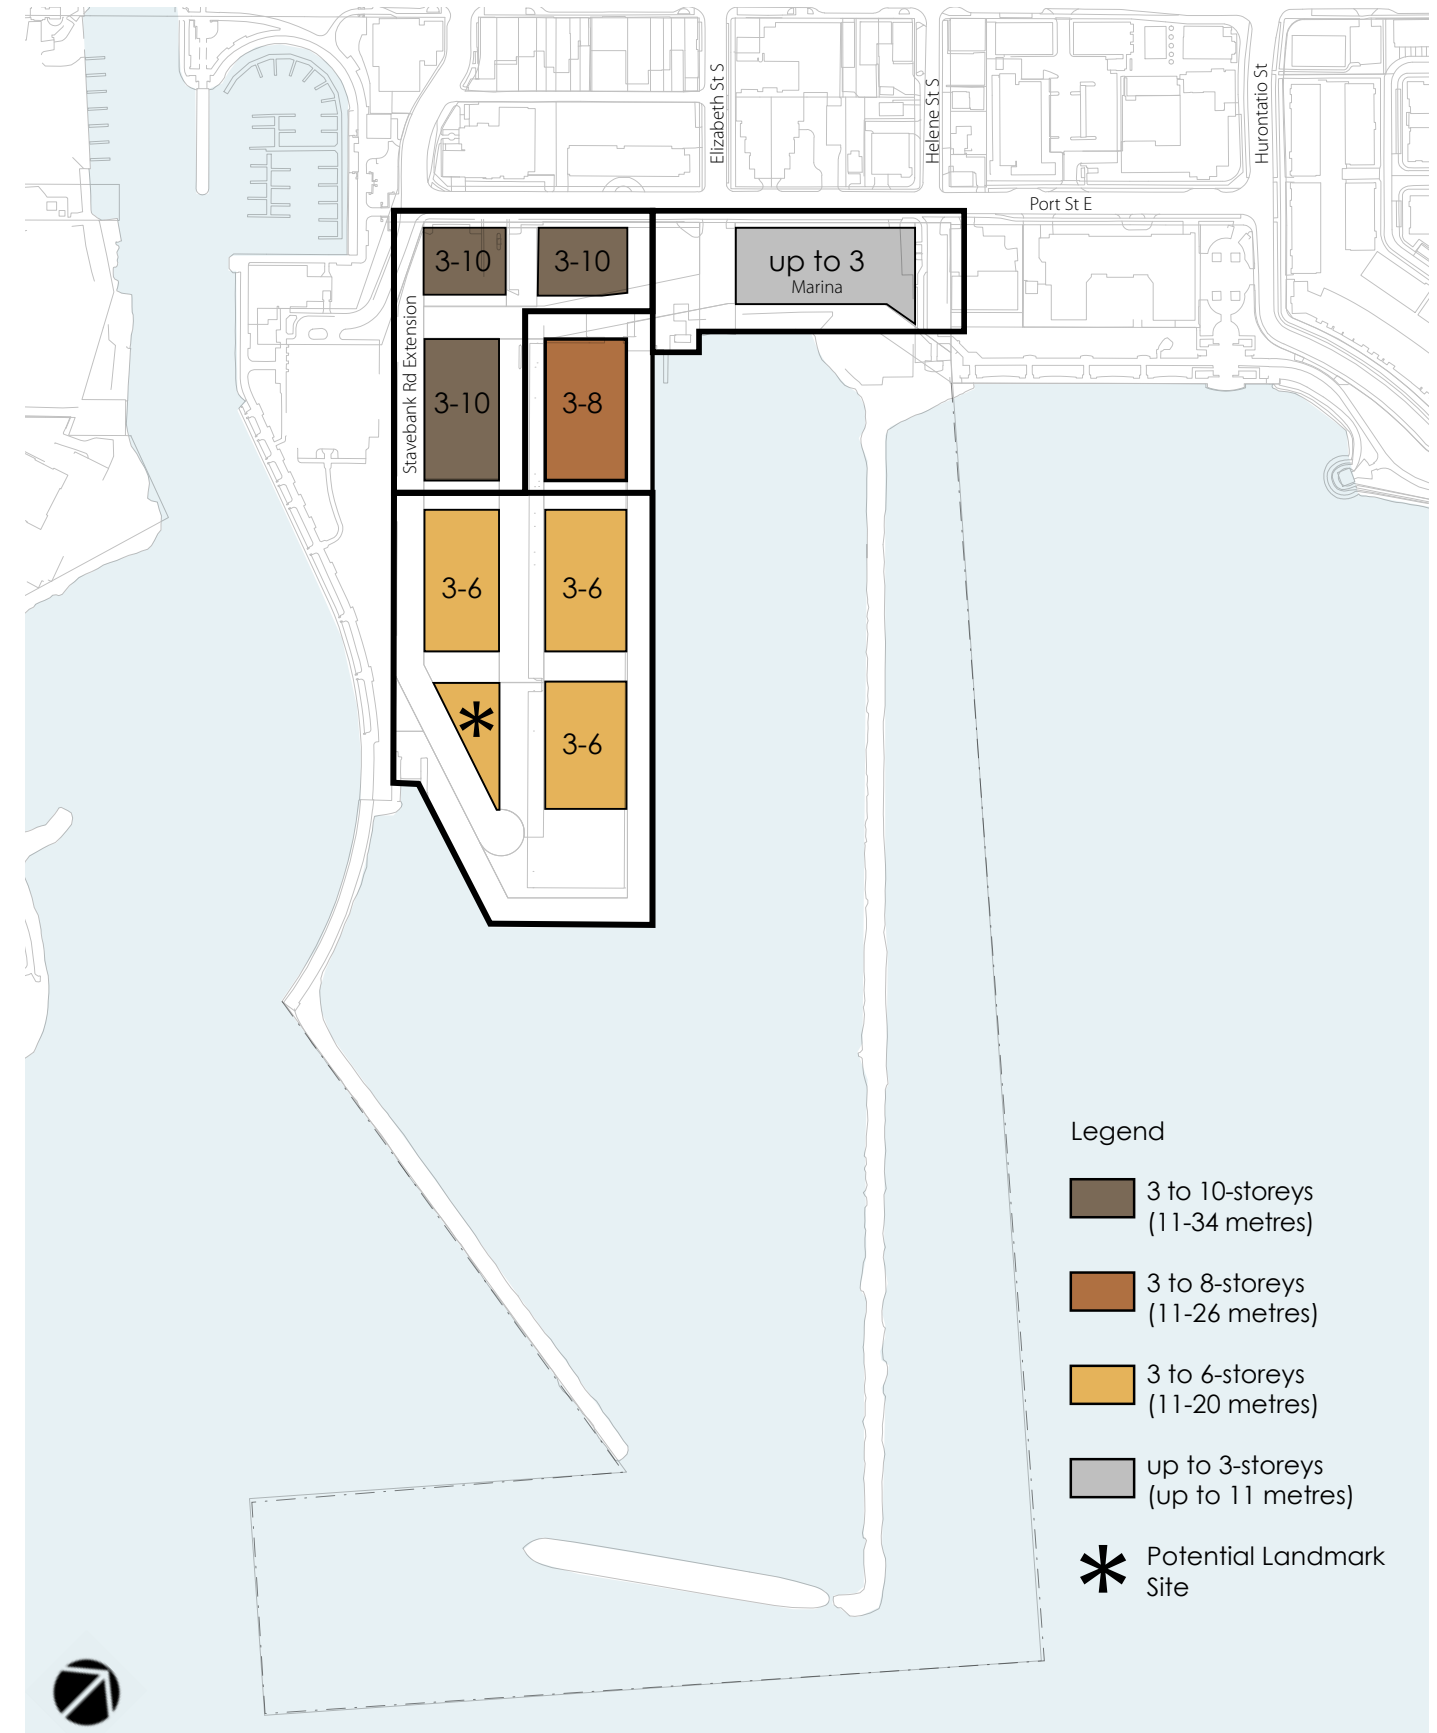 Elizabeth St S
Helene St S
Hurontatio St
Port St E
3-10
3-10
up to 3
Marina
Stavebank Rd Extension
3-10
3-8
3-6
3-6
*
3-6
Legend
3 to 10-storeys
(11-34 metres)
3 to 8-storeys
(11-26 metres)
3 to 6-storeys
(11-20 metres)
up to 3-storeys
(up to 11 metres)
* Potential Landmark
Site